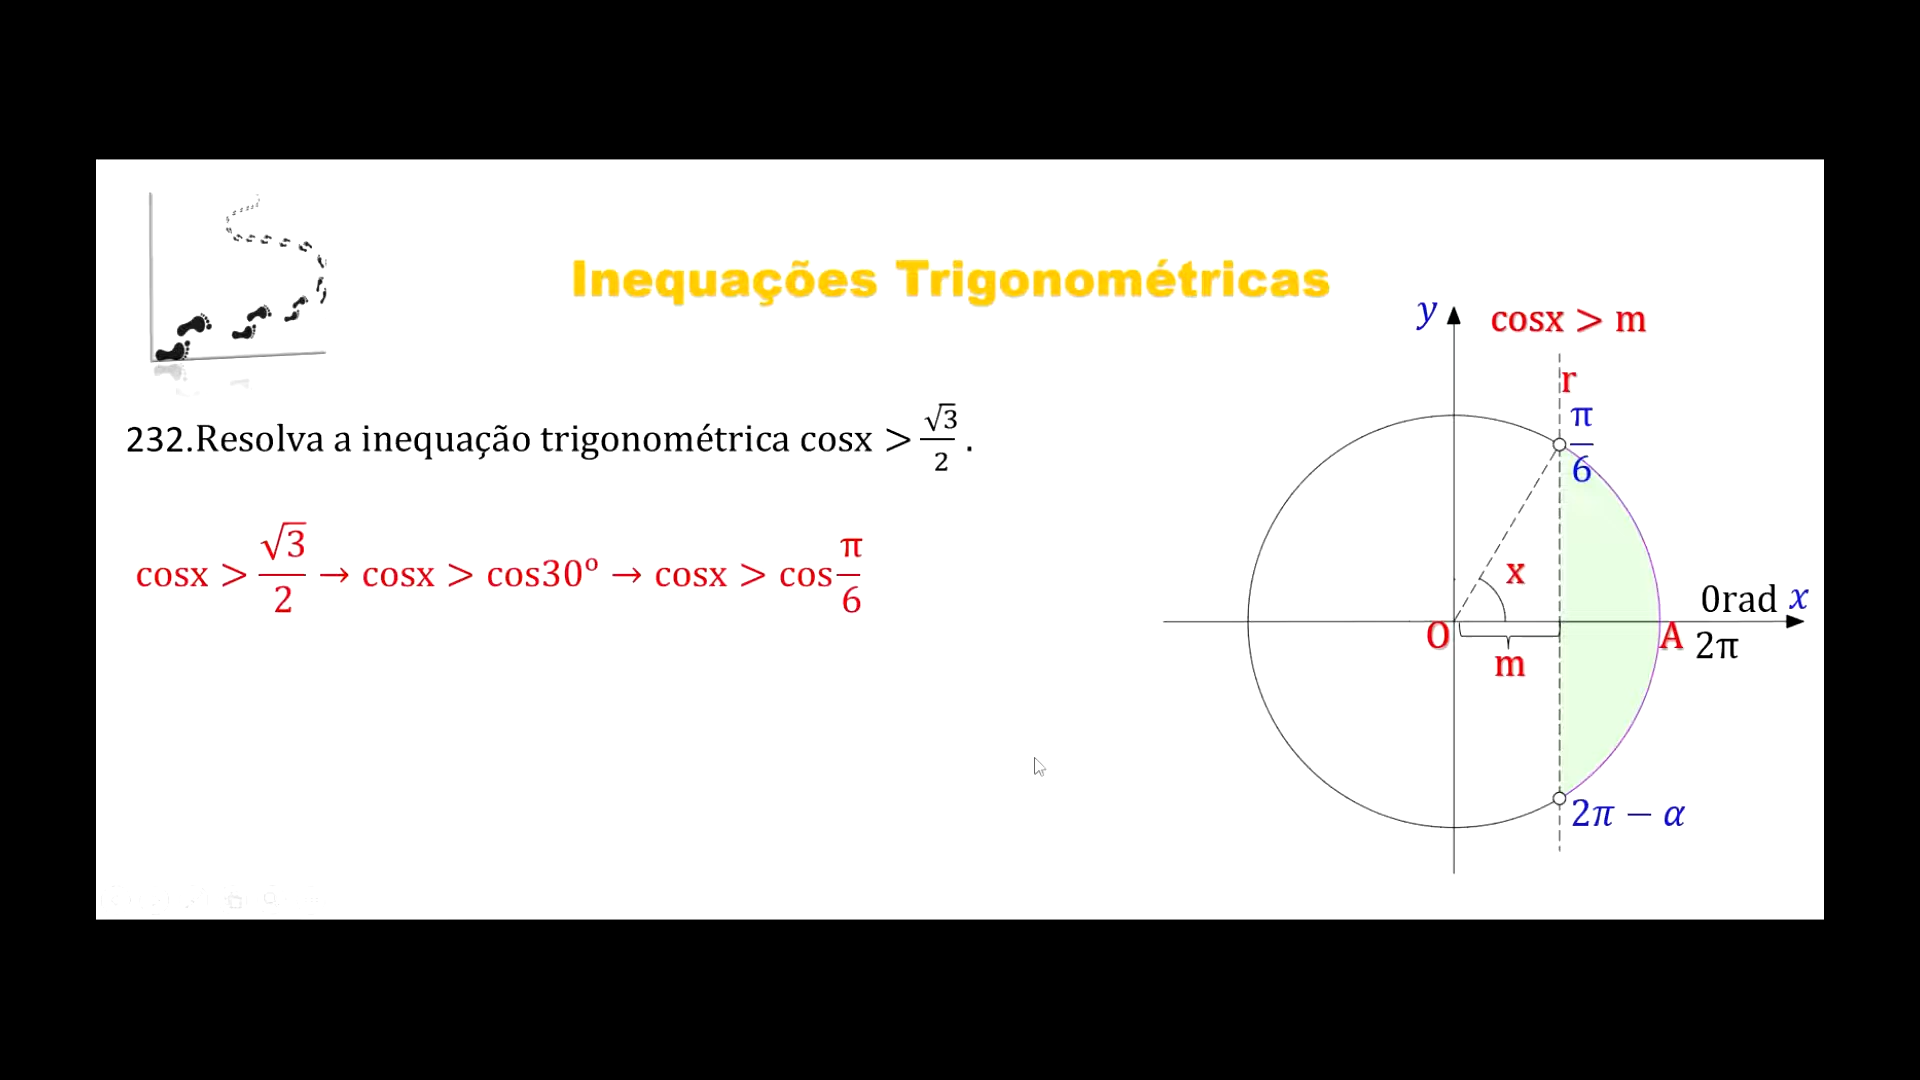 Inequações Trigonométricas
y cosx > m
r
π/6
232.Resolva a inequação trigonométrica cosx > √3/2 .
cosx > √3/2 → cosx > cos30º → cosx > cos π/6
x
0rad x
O A 2π
m
2π − α